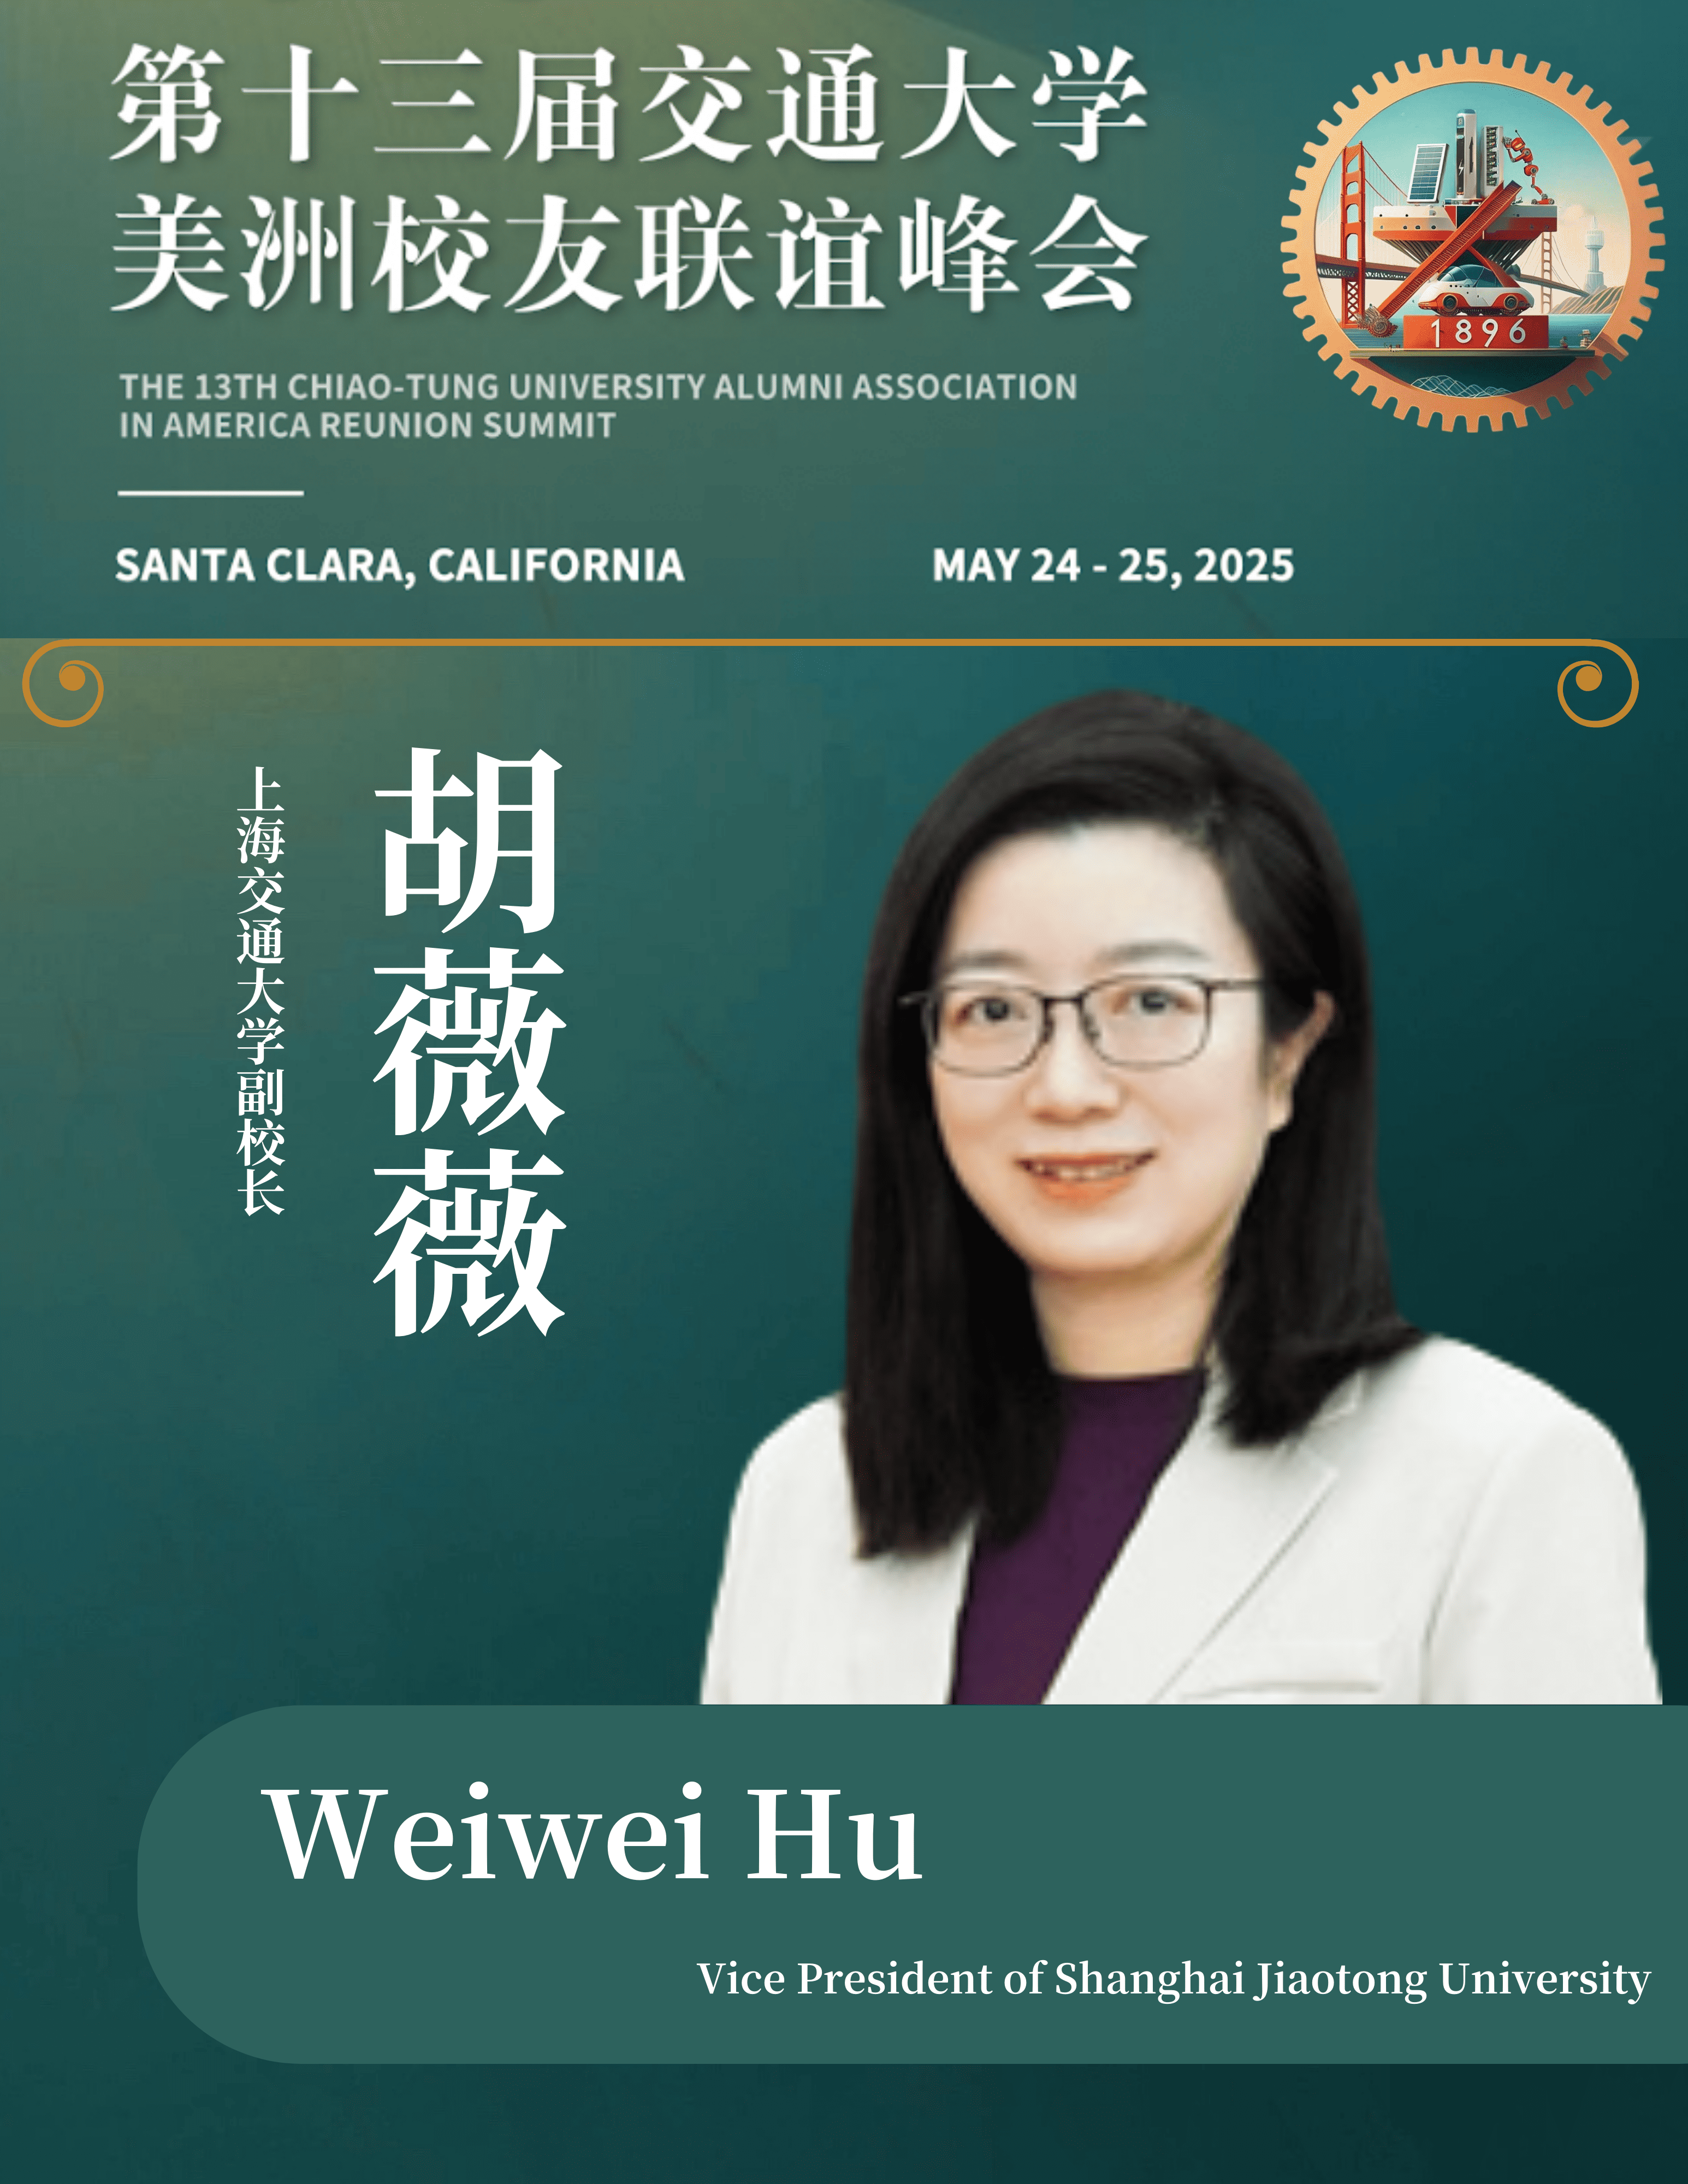 第十三届交通大学
美洲校友联谊峰会
THE 13TH CHIAO-TUNG UNIVERSITY ALUMNI ASSOCIATION
IN AMERICA REUNION SUMMIT
SANTA CLARA, CALIFORNIA
MAY 24 - 25, 2025
1896
胡薇薇
上海交通大学副校长
Weiwei Hu
Vice President of Shanghai Jiaotong University